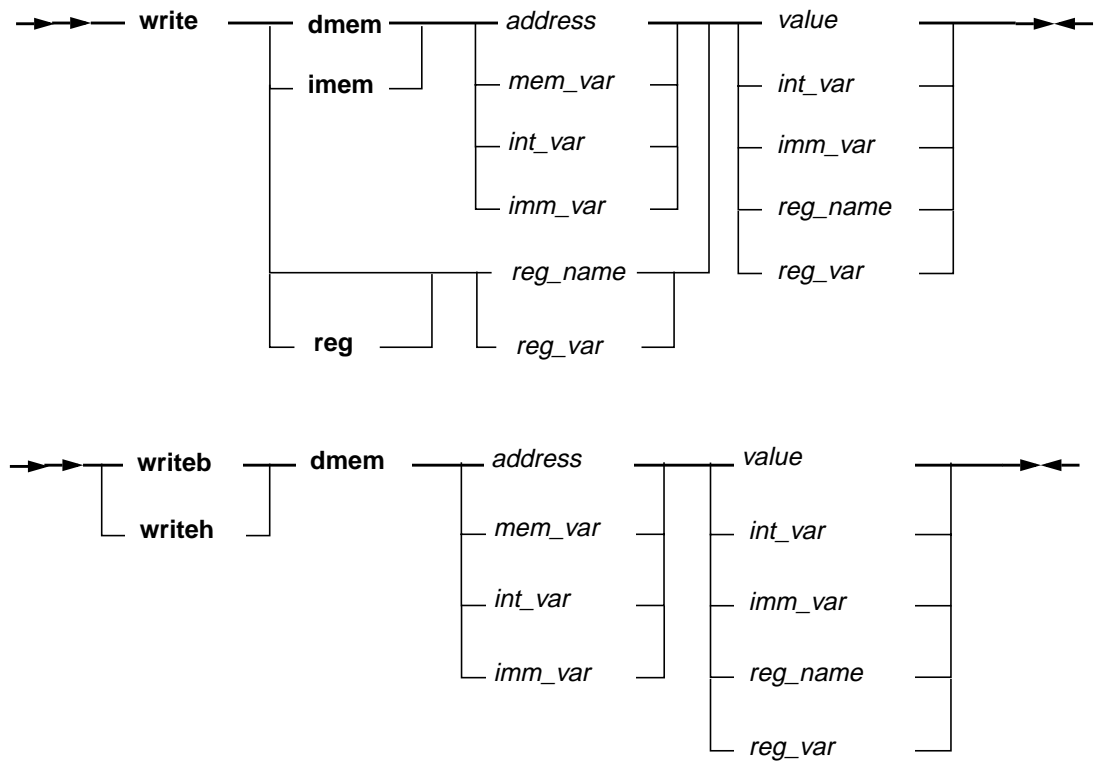 write dmem address value
imem mem_var int_var
int_var imm_var
imm_var reg_name
reg_name reg_var
reg reg_var
writeb dmem address value
writeh mem_var int_var
int_var imm_var
imm_var reg_name
reg_var